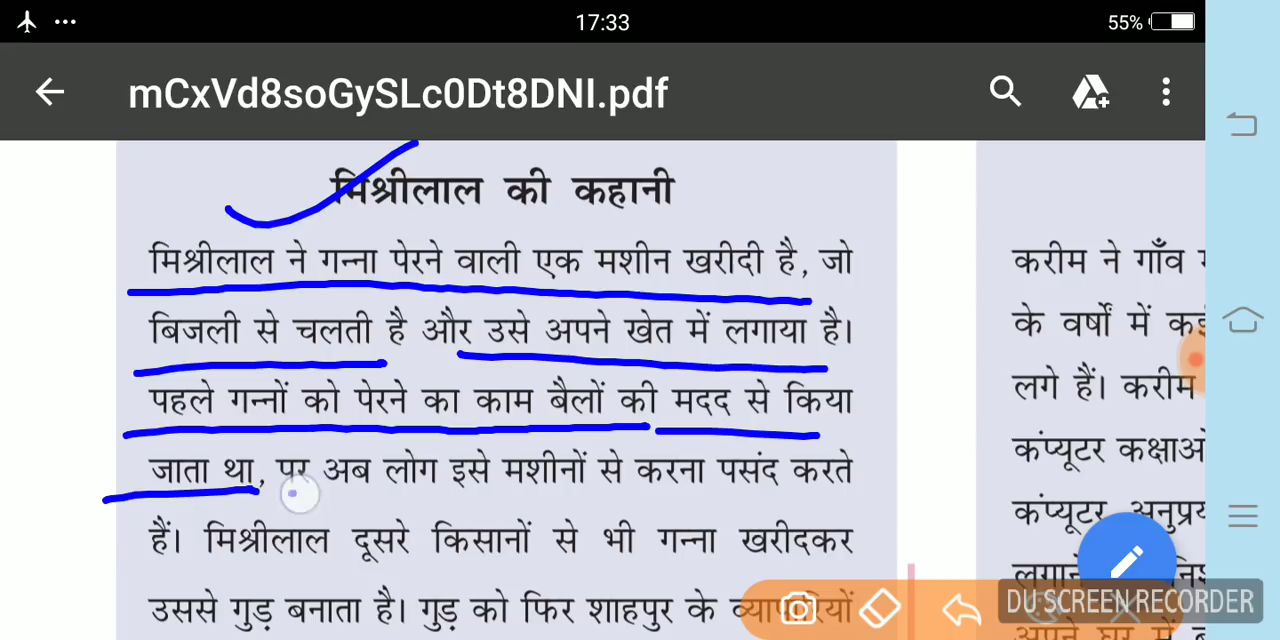 17:33
55%
mCxVd8soGySLc0Dt8DNI.pdf
मिश्रीलाल की कहानी
मिश्रीलाल ने गन्ना पेरने वाली एक मशीन खरीदी है, जो
बिजली से चलती है और उसे अपने खेत में लगाया है।
पहले गन्नों को पेरने का काम बैलों की मदद से किया
जाता था, पर अब लोग इसे मशीनों से करना पसंद करते
हैं। मिश्रीलाल दूसरे किसानों से भी गन्ना खरीदकर
उससे गुड़ बनाता है। गुड़ को फिर शाहपुर के व्यापारियों
करीम ने गाँव
के वर्षों में
लगे हैं। करीम
कंप्यूटर
कंप्यूटर
DU SCREEN RECORDER